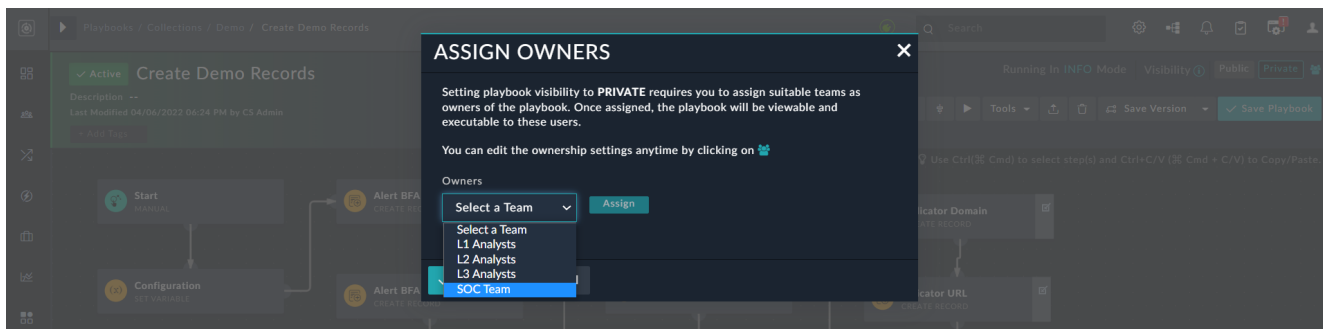 Playbooks / Collections / Demo / Create Demo Records
Search
ASSIGN OWNERS
Active
Create Demo Records
Running In INFO Mode
Visibility
Public
Private
Description --
Last Modified 04/06/2022 06:24 PM by CS Admin
+ Add Tags
Tools
Save Version
Save Playbook
Setting playbook visibility to PRIVATE requires you to assign suitable teams as
owners of the playbook. Once assigned, the playbook will be viewable and
executable to these users.
You can edit the ownership settings anytime by clicking on
Use Ctrl(⌘ Cmd) to select step(s) and Ctrl+C/V (⌘ Cmd + C/V) to Copy/Paste.
Owners
Select a Team
Assign
Select a Team
L1 Analysts
L2 Analysts
L3 Analysts
SOC Team
Start
MANUAL
Alert BFA
CREATE REC
icator Domain
ATE RECORD
Configuration
SET VARIABLE
Alert BFA
CREATE RECORD
icator URL
CREATE RECORD